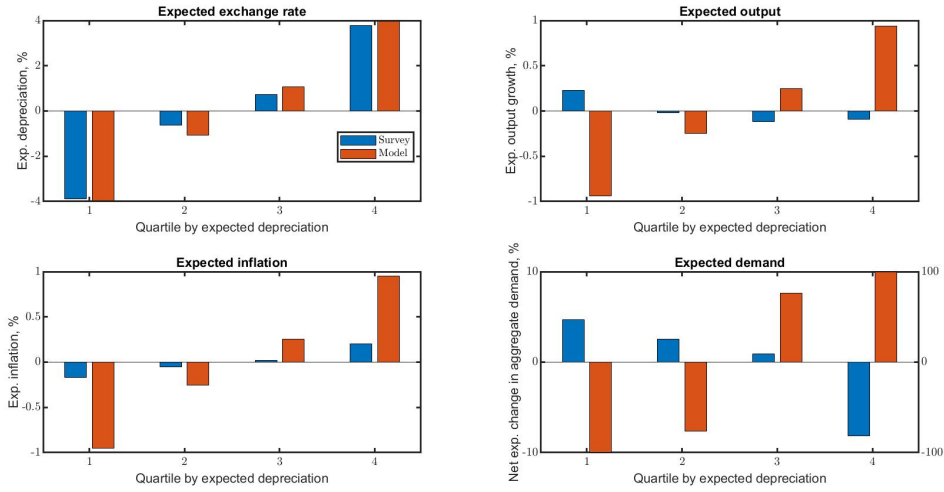 Expected exchange rate
Exp. depreciation, %
4
2
0
-2
-4
Survey
Model
1 2 3 4
Quartile by expected depreciation
Expected output
Exp. output growth, %
1
0.5
0
-0.5
-1
1 2 3 4
Quartile by expected depreciation
Expected inflation
Exp. inflation, %
1
0.5
0
-0.5
-1
1 2 3 4
Quartile by expected depreciation
Expected demand
Net exp. change in aggregate demand, %
10
0
-10
100
0
-100
1 2 3 4
Quartile by expected depreciation